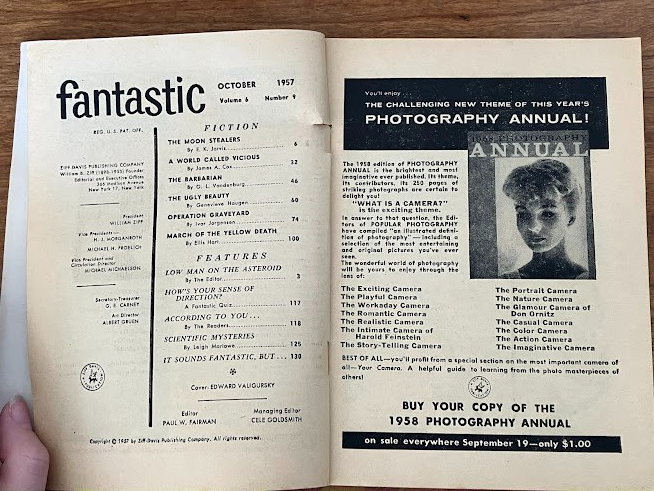 fantastic
OCTOBER 1957
Volume 6 Number 9
REG. U.S. PAT. OFF.
ZIFF DAVIS PUBLISHING COMPANY
William B. Ziff (1898-1953) Founder
Editorial and Executive Offices
366 Madison Avenue
New York 17, New York
President
WILLIAM ZIFF
Vice Presidents
H. J. MORGANROTH
MICHAEL H. FROELICH
Vice President and
Circulation Director
MICHAEL MICHAELSON
Secretary-Treasurer
G. E. CARNEY
Art Director
ALBERT GRUEN
FICTION
THE MOON STEALERS
By E. K. Jarvis 6
A WORLD CALLED VICIOUS
By James A. Cox 32
THE BARBARIAN
By G. L. Vandenburg 46
THE UGLY BEAUTY
By Genevieve Haugen 60
OPERATION GRAVEYARD
By Ivar Jorgensen 74
MARCH OF THE YELLOW DEATH
By Ellis Hart 100
FEATURES
LOW MAN ON THE ASTEROID
By The Editor 3
HOW'S YOUR SENSE OF
DIRECTION?
A Fantastic Quiz 117
ACCORDING TO YOU...
By The Readers 118
SCIENTIFIC MYSTERIES
By Leigh Marlowe 125
IT SOUNDS FANTASTIC, BUT... 130
Cover: EDWARD VALIGURSKY
Editor
PAUL W. FAIRMAN
Managing Editor
CELE GOLDSMITH
Copyright © 1957 by Ziff-Davis Publishing Company. All rights reserved.
You'll enjoy...
THE CHALLENGING NEW THEME OF THIS YEAR'S
PHOTOGRAPHY ANNUAL!
PHOTOGRAPHY
ANNUAL
The 1958 edition of PHOTOGRAPHY
ANNUAL is the brightest and most
imaginative ever published. Its theme,
its contributors, its 250 pages of
striking photographs are certain to
delight you!
"WHAT IS A CAMERA?"
is the exciting theme.
In answer to that question, the Edi-
tors of POPULAR PHOTOGRAPHY
have compiled "an illustrated defini-
tion of photography"—including a
selection of the most entertaining
and original pictures you've ever
seen.
The wonderful world of photography
will be yours to enjoy through the
lens of:
The Exciting Camera
The Playful Camera
The Workaday Camera
The Romantic Camera
The Realistic Camera
The Intimate Camera of
Harold Feinstein
The Story-Telling Camera
The Portrait Camera
The Nature Camera
The Glamour Camera of
Don Ornitz
The Casual Camera
The Color Camera
The Action Camera
The Imaginative Camera
BEST OF ALL—you'll profit from a special section on the most important camera of
all—Your Camera. A helpful guide to learning from the photo masterpieces of
others!
BUY YOUR COPY OF THE
1958 PHOTOGRAPHY ANNUAL
on sale everywhere September 19—only $1.00